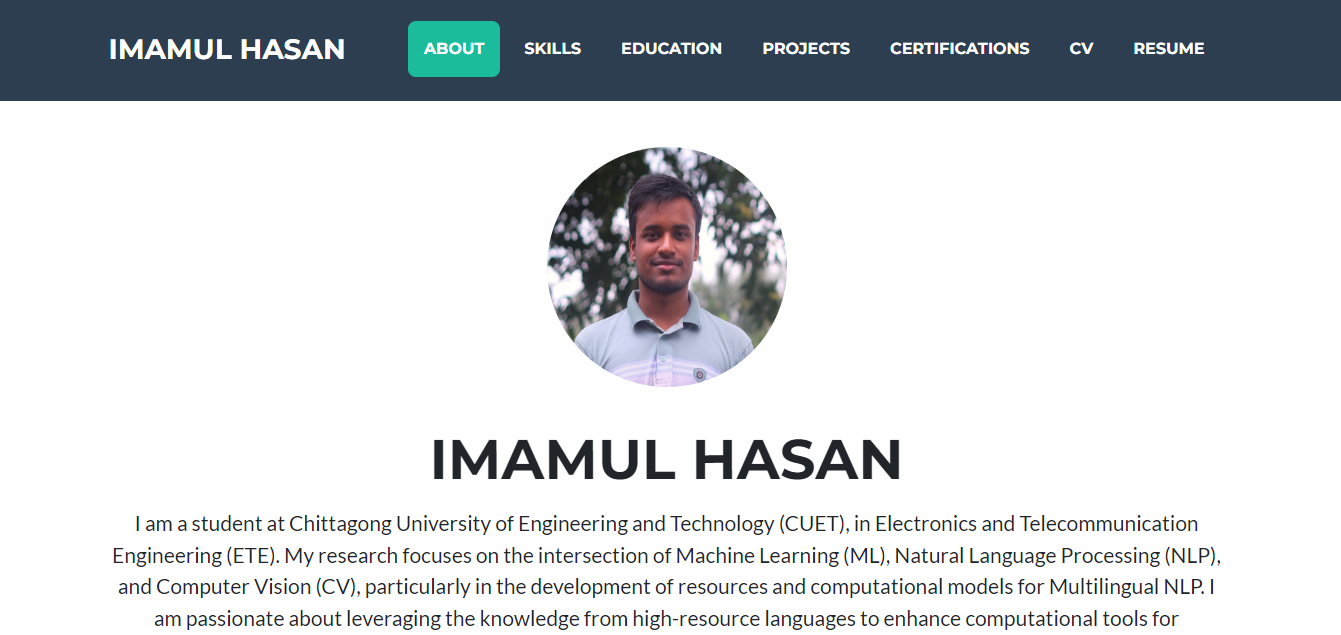 IMAMUL HASAN ABOUT SKILLS EDUCATION PROJECTS CERTIFICATIONS CV RESUME
IMAMUL HASAN
I am a student at Chittagong University of Engineering and Technology (CUET), in Electronics and Telecommunication
Engineering (ETE). My research focuses on the intersection of Machine Learning (ML), Natural Language Processing (NLP),
and Computer Vision (CV), particularly in the development of resources and computational models for Multilingual NLP. I
am passionate about leveraging the knowledge from high-resource languages to enhance computational tools for